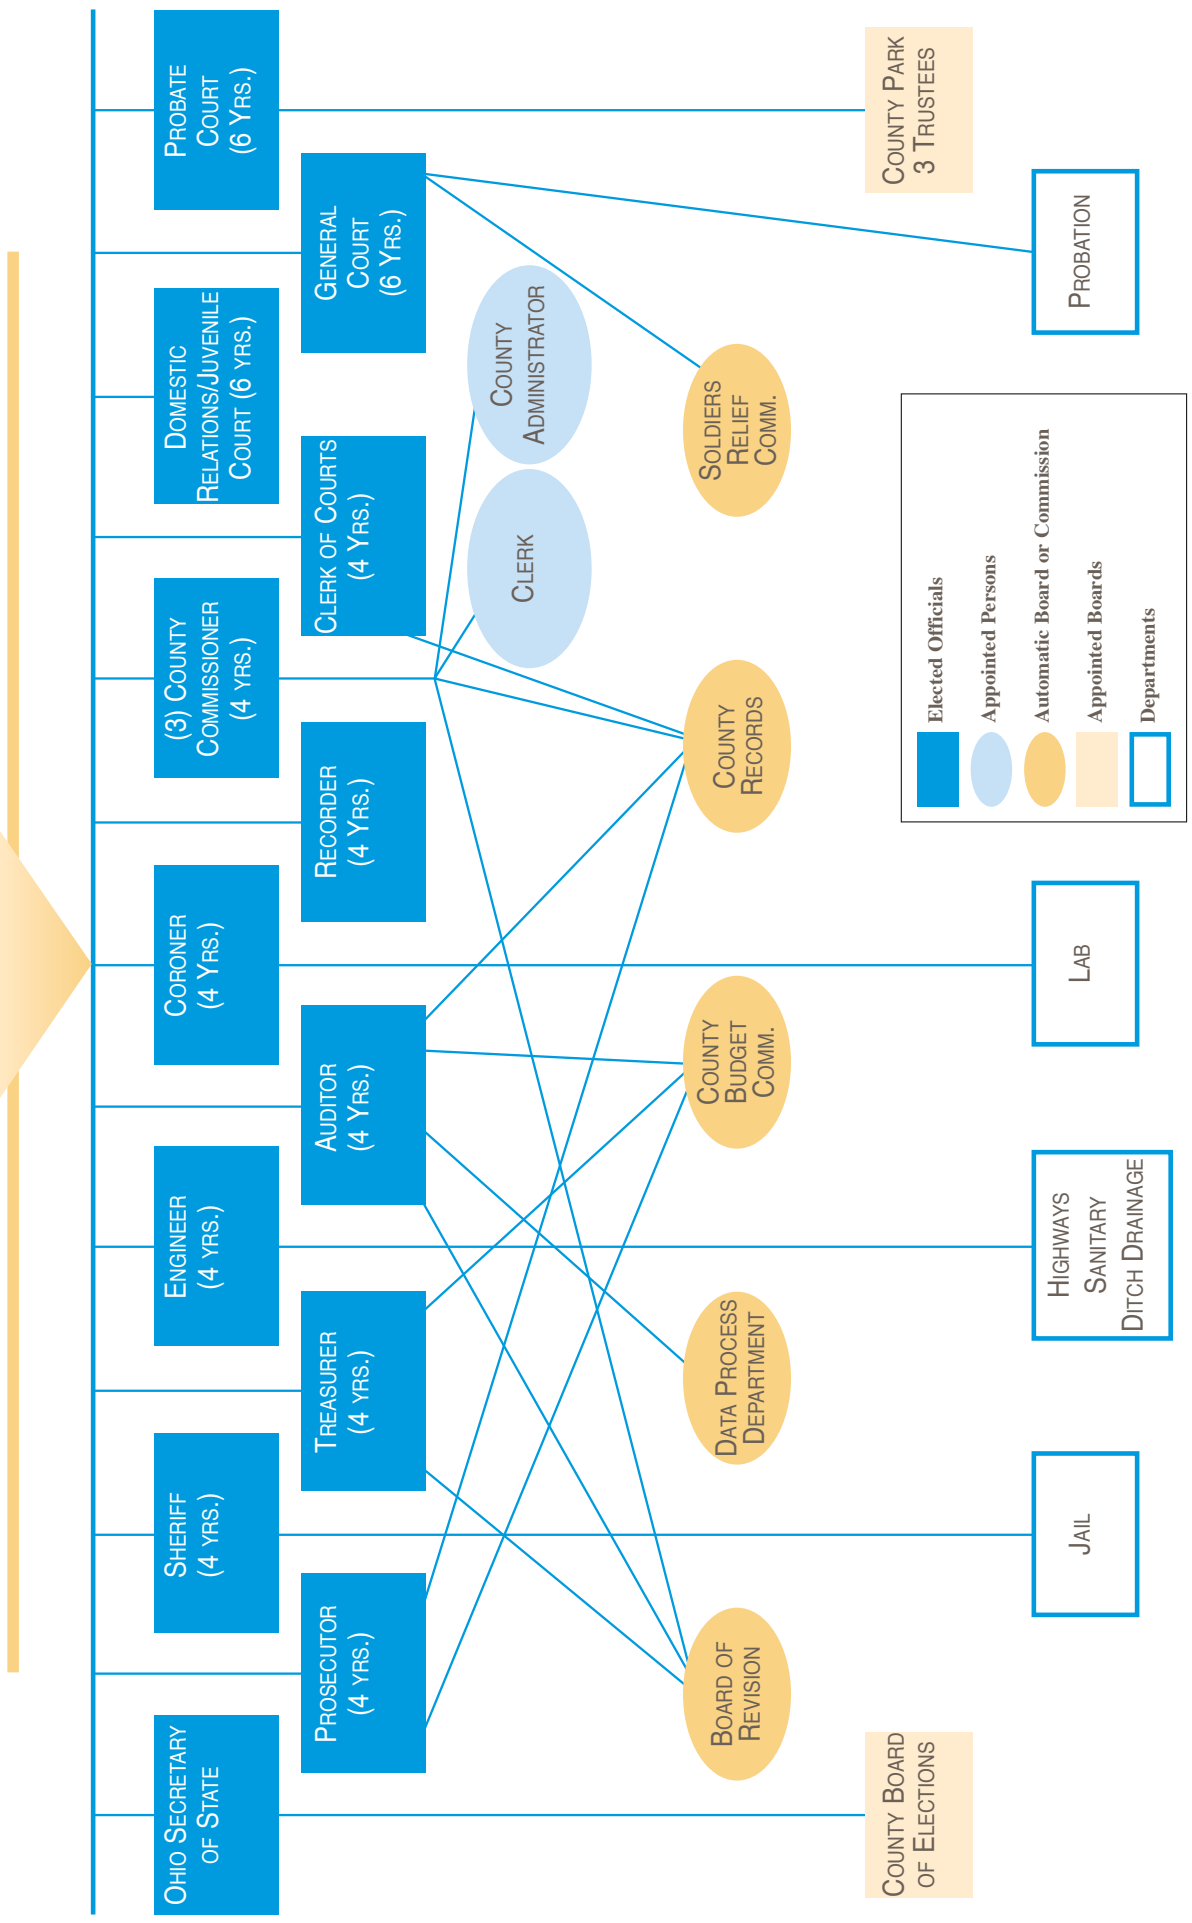 OHIO SECRETARY
OF STATE
SHERIFF
(4 YRS.)
ENGINEER
(4 YRS.)
CORONER
(4 YRS.)
(3) COUNTY
COMMISSIONER
(4 YRS.)
DOMESTIC
RELATIONS/JUVENILE
COURT (6 YRS.)
PROBATE
COURT
(6 YRS.)
PROSECUTOR
(4 YRS.)
TREASURER
(4 YRS.)
AUDITOR
(4 YRS.)
RECORDER
(4 YRS.)
CLERK OF COURTS
(4 YRS.)
GENERAL
COURT
(6 YRS.)
CLERK
COUNTY
ADMINISTRATOR
BOARD OF
REVISION
DATA PROCESS
DEPARTMENT
COUNTY
BUDGET
COMM.
COUNTY
RECORDS
SOLDIERS
RELIEF
COMM.
COUNTY BOARD
OF ELECTIONS
COUNTY PARK
3 TRUSTEES
JAIL
HIGHWAYS
SANITARY
DITCH DRAINAGE
LAB
PROBATION
Elected Officials
Appointed Persons
Automatic Board or Commission
Appointed Boards
Departments